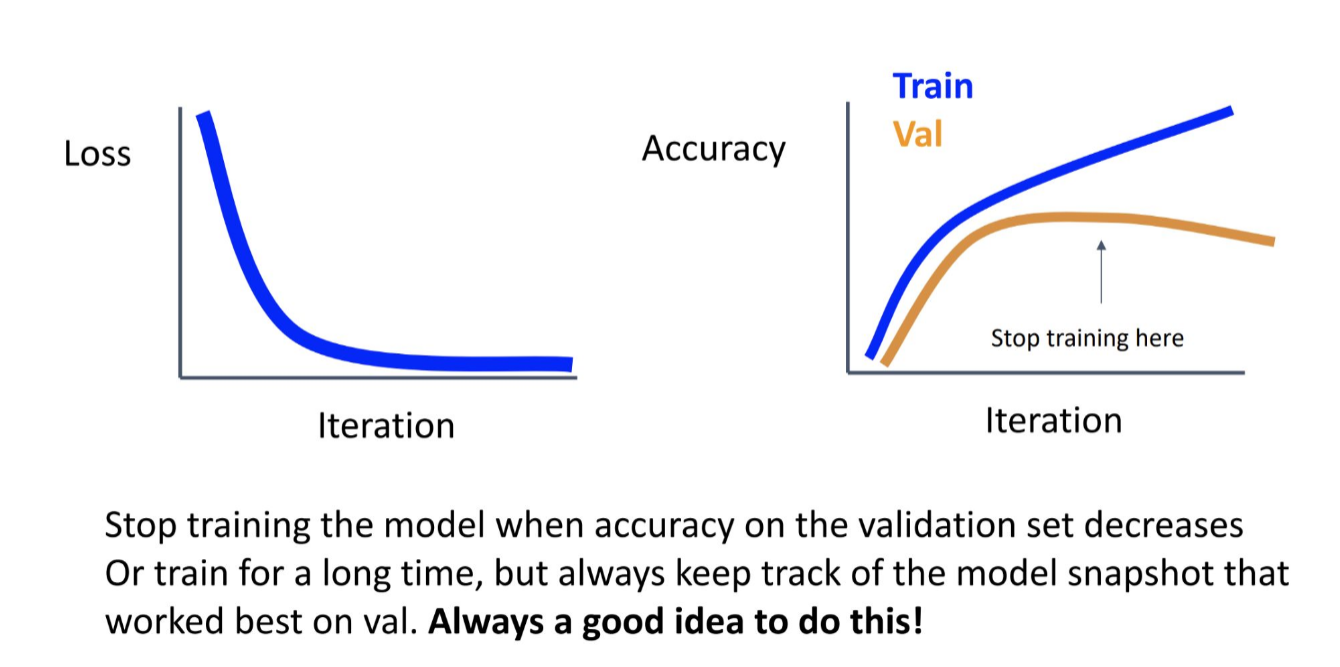 Loss
Iteration
Accuracy
Train
Val
Stop training here
Iteration
Stop training the model when accuracy on the validation set decreases
Or train for a long time, but always keep track of the model snapshot that
worked best on val. Always a good idea to do this!